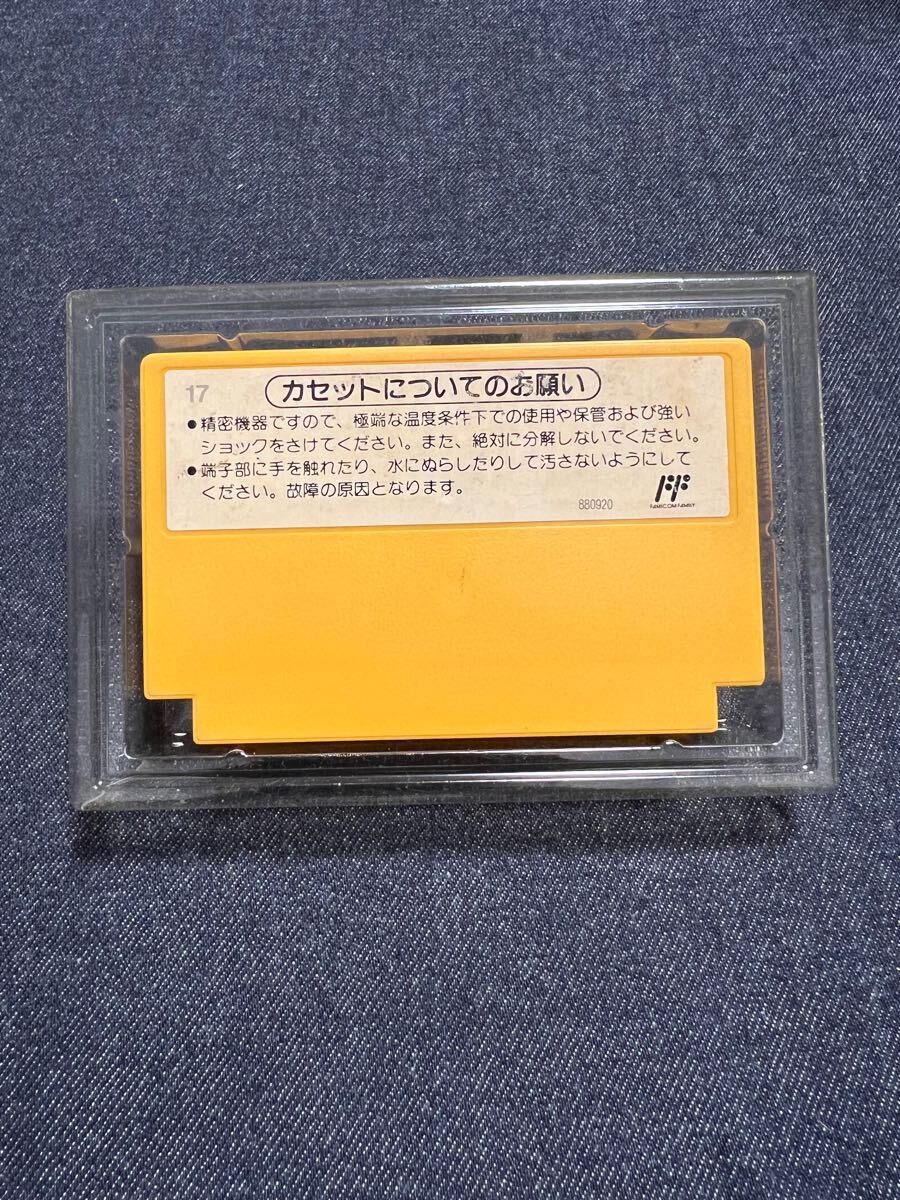 17
カセットについてのお願い
●精密機器ですので、極端な温度条件下での使用や保管および強い
ショックをさけてください。また、絶対に分解しないでください。
●端子部に手を触れたり、水にぬらしたりして汚さないようにして
ください。故障の原因となります。
880920
FAMICOM FAMILY